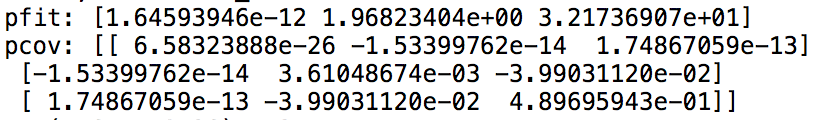 pfit: [1.64593946e-12 1.96823404e+00 3.21736907e+01]
pcov: [[ 6.58323888e-26 -1.53399762e-14  1.74867059e-13]
 [-1.53399762e-14  3.61048674e-03 -3.99031120e-02]
 [ 1.74867059e-13 -3.99031120e-02  4.89695943e-01]]